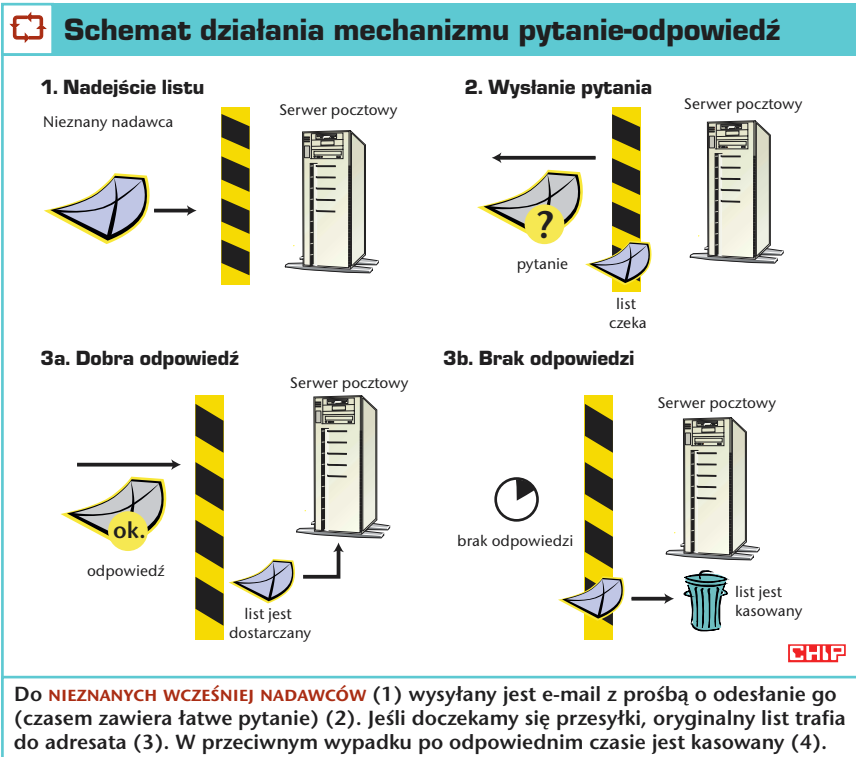 Schemat działania mechanizmu pytanie-odpowiedź
1. Nadejście listu
Nieznany nadawca
Serwer pocztowy
2. Wysłanie pytania
Serwer pocztowy
?
pytanie
list
czeka
3a. Dobra odpowiedź
Serwer pocztowy
ok.
odpowiedź
list jest
dostarczany
3b. Brak odpowiedzi
Serwer pocztowy
brak odpowiedzi
list jest
kasowany
CHIP
Do NIEZNANYCH WCZEŚNIEJ NADAWCÓW (1) wysyłany jest e-mail z prośbą o odesłanie go
(czasem zawiera łatwe pytanie) (2). Jeśli doczekamy się przesyłki, oryginalny list trafia
do adresata (3). W przeciwnym wypadku po odpowiednim czasie jest kasowany (4).